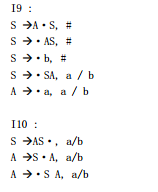 I9 :
S →A·S, #
S →·AS, #
S →·b, #
S →·SA, a / b
A →·a, a / b
I10 :
S→AS·, a/b
A→S·A, a/b
A →·S A, a/b